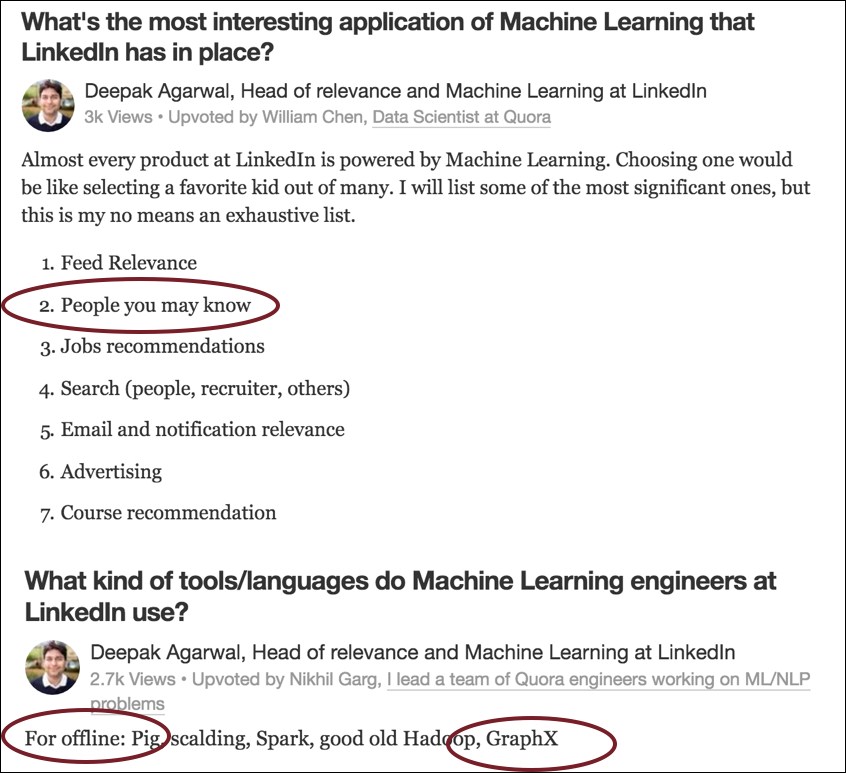 What's the most interesting application of Machine Learning that
LinkedIn has in place?
Deepak Agarwal, Head of relevance and Machine Learning at LinkedIn
3k Views • Upvoted by William Chen, Data Scientist at Quora
Almost every product at LinkedIn is powered by Machine Learning. Choosing one would
be like selecting a favorite kid out of many. I will list some of the most significant ones, but
this is my no means an exhaustive list.
1. Feed Relevance
2. People you may know
3. Jobs recommendations
4. Search (people, recruiter, others)
5. Email and notification relevance
6. Advertising
7. Course recommendation
What kind of tools/languages do Machine Learning engineers at
LinkedIn use?
Deepak Agarwal, Head of relevance and Machine Learning at LinkedIn
2.7k Views • Upvoted by Nikhil Garg, I lead a team of Quora engineers working on ML/NLP
problems
For offline: Pig, scalding, Spark, good old Hadoop, GraphX